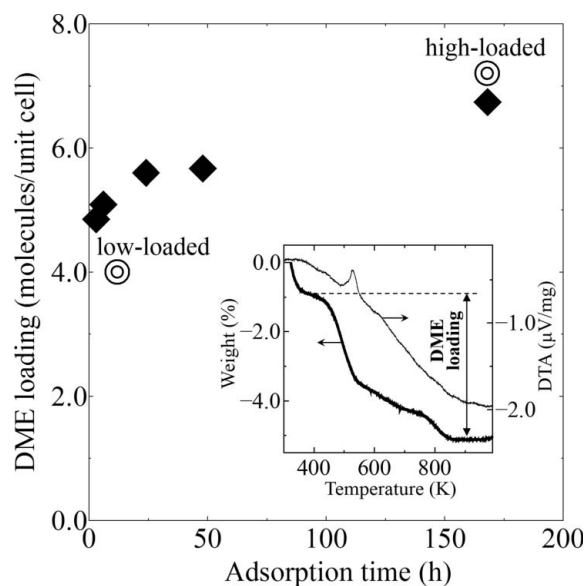 8.0
high-loaded
6.0
low-loaded
4.0
2.0
0.0
0
50
100
150
200
DME loading (molecules/unit cell)
Adsorption time (h)
0.0
−2.0
−4.0
Weight (%)
DME
loading
−1.0
−2.0
DTA (μV/mg)
400
600
800
Temperature (K)